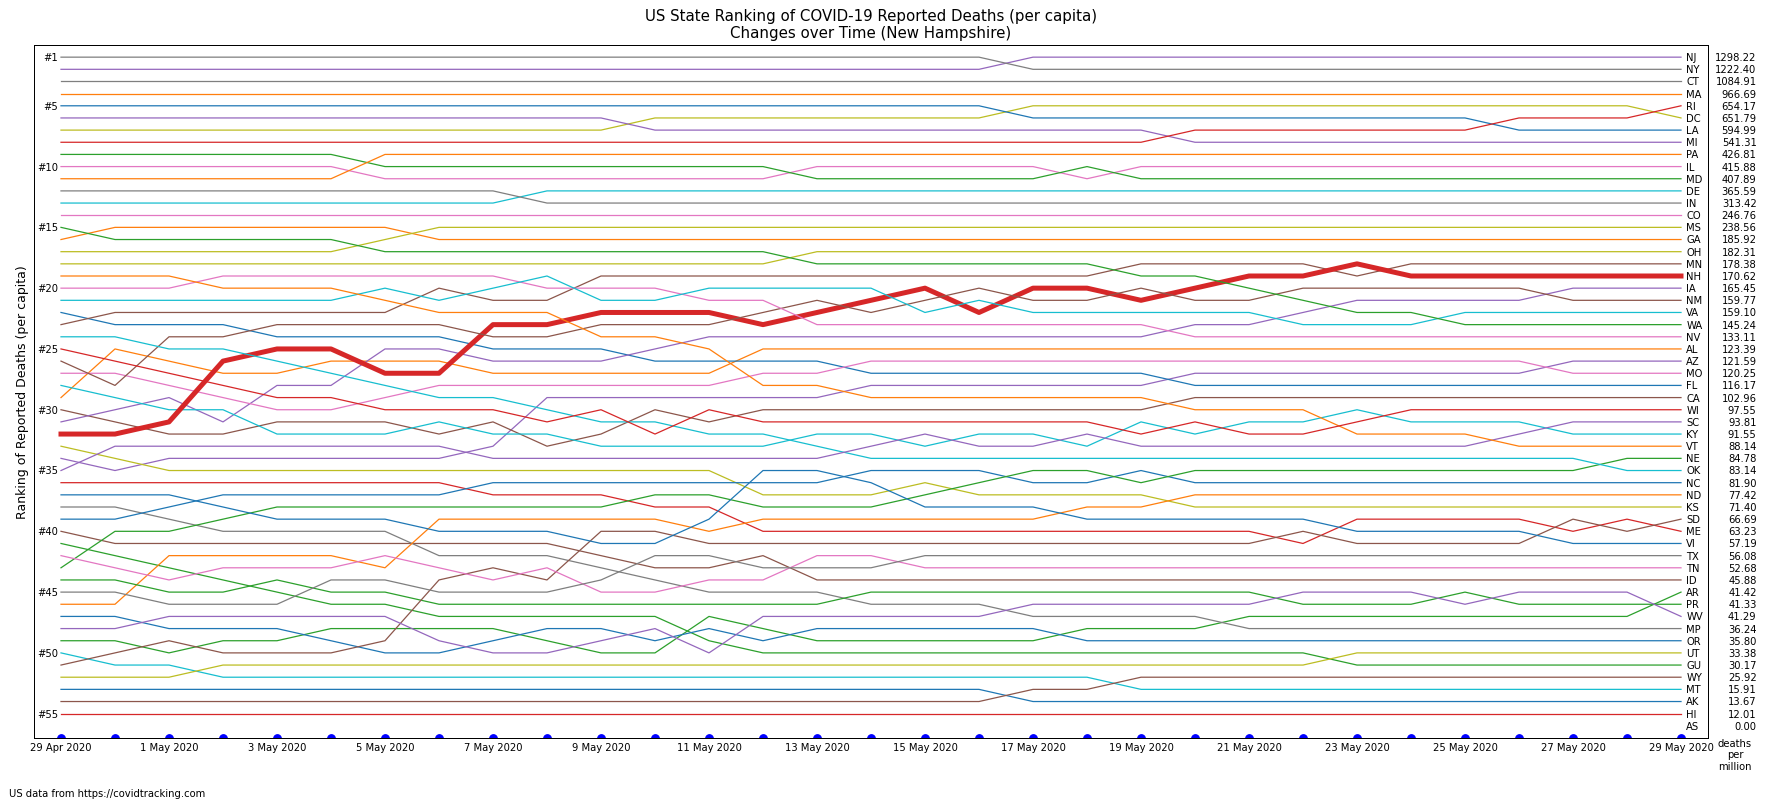 US State Ranking of COVID-19 Reported Deaths (per capita)
Changes over Time (New Hampshire)
Ranking of Reported Deaths (per capita)
#1
#5
#10
#15
#20
#25
#30
#35
#40
#45
#50
#55
NJ 1298.22
NY 1222.40
CT 1084.91
MA 966.69
RI 654.17
DC 651.79
LA 594.99
MI 541.31
PA 426.81
IL 415.88
MD 407.89
DE 365.59
IN 313.42
CO 246.76
MS 238.56
GA 185.92
OH 182.31
MN 178.38
NH 170.62
IA 165.45
NM 159.77
VA 159.10
WA 145.24
NV 133.11
AL 123.39
AZ 121.59
MO 120.25
FL 116.17
CA 102.96
WI 97.55
SC 93.81
KY 91.55
VT 88.14
NE 84.78
OK 83.14
NC 81.90
ND 77.42
KS 71.40
SD 66.69
ME 63.23
VI 57.19
TX 56.08
TN 52.68
ID 45.88
AR 41.42
PR 41.33
WV 41.29
MP 36.24
OR 35.80
UT 33.38
GU 30.17
WY 25.92
MT 15.91
AK 13.67
HI 12.01
AS 0.00
29 Apr 2020 1 May 2020 3 May 2020 5 May 2020 7 May 2020 9 May 2020 11 May 2020 13 May 2020 15 May 2020 17 May 2020 19 May 2020 21 May 2020 23 May 2020 25 May 2020 27 May 2020 29 May 2020
deaths
per
million
US data from https://covidtracking.com